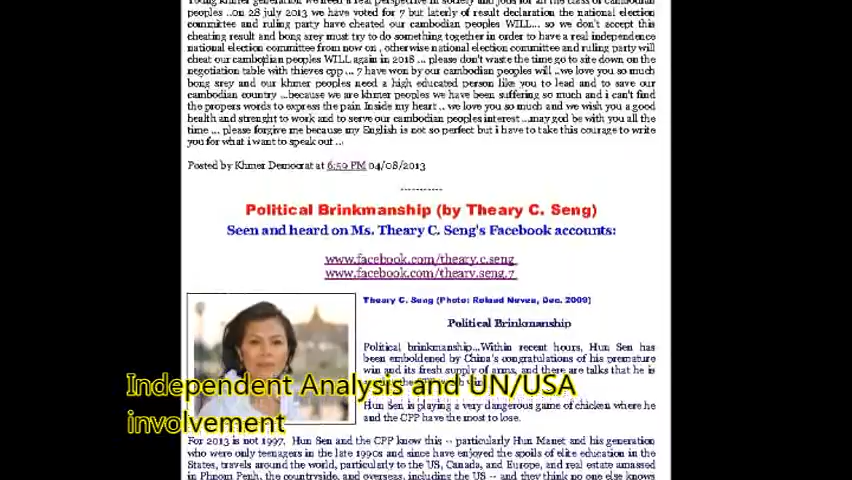 Young khmer generation we need a real perspective in society and jobs for all the class of cambodian
peoples ..on 28 july 2013 we have voted for 7 but laterly of result declaration the national election
committee and ruling party have cheated our cambodian peoples WILL... so we don't accept this
cheating result and bong srey must try to do something together in order to have a real independence
national election committee from now on , otherwise national election committee and ruling party will
cheat our cambodian peoples WILL again in 2018 ... please don't waste the time go to site down on the
negotiation table with thieves cpp ... 7 have won by our cambodian peoples will ..we love you so much
bong srey and our khmer peoples need a high educated person like you to lead and to save our
cambodian country ...because we are khmer peoples we have been suffering so much and i can't find
the propers words to express the pain Inside my heart .. we love you so much and we wish you a good
health and strenght to work and to serve our cambodian peoples interest ...may god be with you all the
time ... please forgive me because my English is not so perfect but i have to take this courage to write
you for what i want to speak out ...
Posted by Khmer Democrat at 6:59 PM 04/08/2013
-----------
Political Brinkmanship (by Theary C. Seng)
Seen and heard on Ms. Theary C. Seng's Facebook accounts:
www.facebook.com/theary.c.seng
www.facebook.com/theary.seng.7
Theary C. Seng (Photo: Roland Neveu, Dec. 2009)
Political Brinkmanship
Political brinkmanship...Within recent hours, Hun Sen has
been emboldened by China's congratulations of his premature
win and its fresh supply of arms, and there are talks that he is
Independent Analysis and UN/USA
involvement
Hun Sen is playing a very dangerous game of chicken where he
and the CPP have the most to lose.
For 2013 is not 1997, Hun Sen and the CPP know this -- particularly Hun Manet and his generation
who were only teenagers in the late 1990s and since have enjoyed the spoils of elite education in the
States, travels around the world, particularly to the US, Canada, and Europe, and real estate amassed
in Phnom Penh, the countryside, and overseas, including the US -- and they think no one else knows